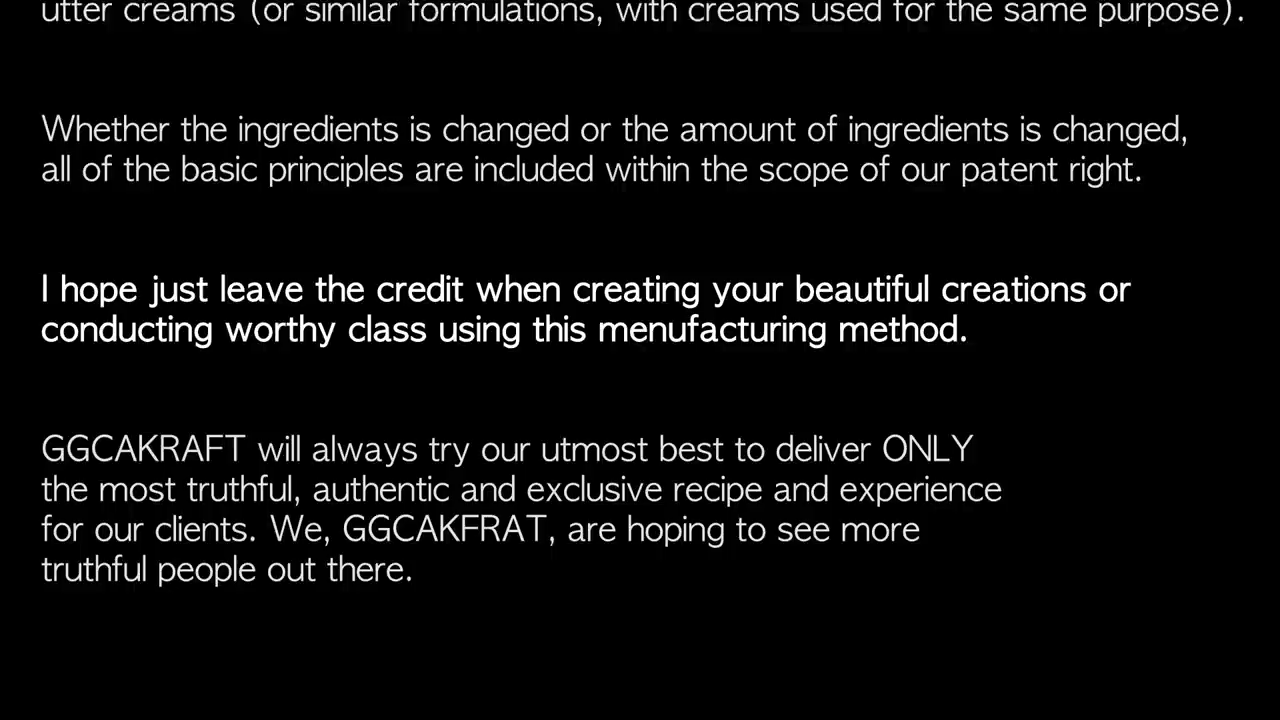 utter creams (or similar formulations, with creams used for the same purpose).
Whether the ingredients is changed or the amount of ingredients is changed,
all of the basic principles are included within the scope of our patent right.
I hope just leave the credit when creating your beautiful creations or
conducting worthy class using this menufacturing method.
GGCAKRAFT will always try our utmost best to deliver ONLY
the most truthful, authentic and exclusive recipe and experience
for our clients. We, GGCAKFRAT, are hoping to see more
truthful people out there.